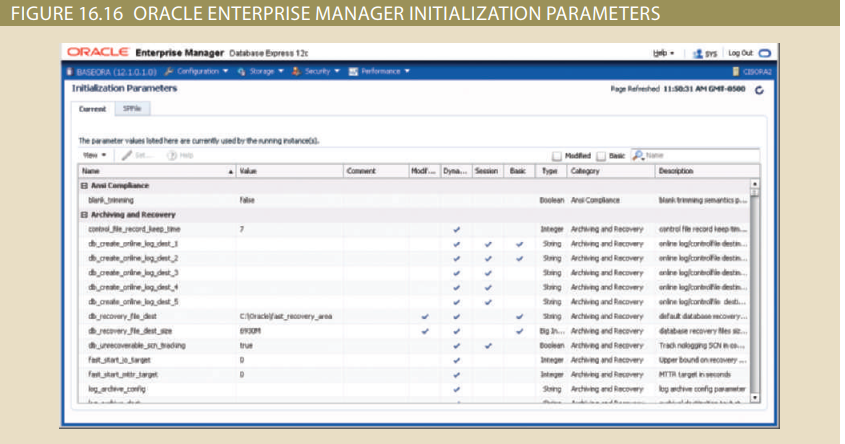 FIGURE 16.16 ORACLE ENTERPRISE MANAGER INITIALIZATION PARAMETERS
ORACLE Enterprise Manager Database Express 12c Help SYS Log Out
BASEORA (12.1.0.1.0) Configuration Storage Security Performance CISORA2
Initialization Parameters Page Refreshed 11:50:31 AM GMT-0500
Current SPFile
The parameter values listed here are currently used by the running instance(s).
View Set... Help Modified Basic Name
Name Value Comment Modif... Dyna... Session Basic Type Category Description
Ansi Compliance
blank_trimming false Boolean Ansi Compliance blank trimming semantics p...
Archiving and Recovery
control_file_record_keep_time 7 Integer Archiving and Recovery control file record keep tim...
db_create_online_log_dest_1 String Archiving and Recovery online log/controlfile destin...
db_create_online_log_dest_2 String Archiving and Recovery online log/controlfile destin...
db_create_online_log_dest_3 String Archiving and Recovery online log/controlfile destin...
db_create_online_log_dest_4 String Archiving and Recovery online log/controlfile destin...
db_create_online_log_dest_5 String Archiving and Recovery online log/controlfile desti...
db_recovery_file_dest C:\Oracle\fast_recovery_area String Archiving and Recovery default database recovery...
db_recovery_file_dest_size 6930M Big In... Archiving and Recovery database recovery files siz...
db_unrecoverable_scn_tracking true Boolean Archiving and Recovery Track nologging SCN in co...
fast_start_io_target 0 Integer Archiving and Recovery Upper bound on recovery ...
fast_start_mttr_target 0 Integer Archiving and Recovery MTTR target in seconds
log_archive_config String Archiving and Recovery log archive config parameter